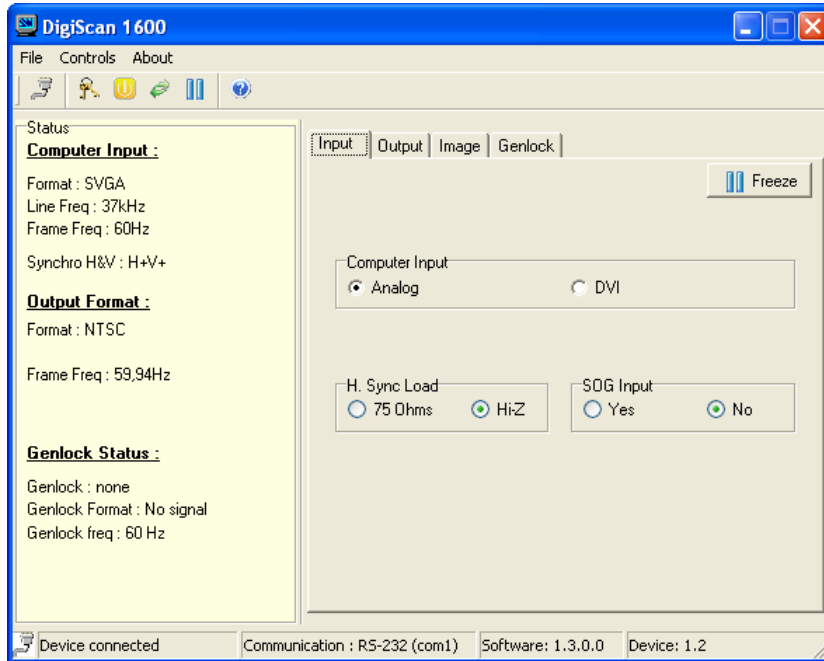 DigiScan 1600
File Controls About
Status
Computer Input :
Format : SVGA
Line Freq : 37kHz
Frame Freq : 60Hz
Synchro H&V : H+V+
Output Format :
Format : NTSC
Frame Freq : 59,94Hz
Genlock Status :
Genlock : none
Genlock Format : No signal
Genlock freq : 60 Hz
Input Output Image Genlock
Freeze
Computer Input
Analog DVI
H. Sync Load SOG Input
75 Ohms Hi-Z Yes No
Device connected Communication : RS-232 (com1) Software: 1.3.0.0 Device: 1.2